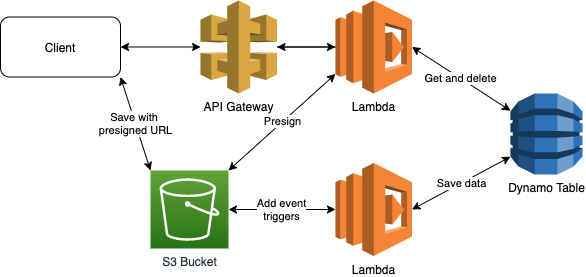 Client
API Gateway
Lambda
Get and delete
Save with
presigned URL
Presign
Dynamo Table
Save data
Add event
triggers
S3 Bucket
Lambda